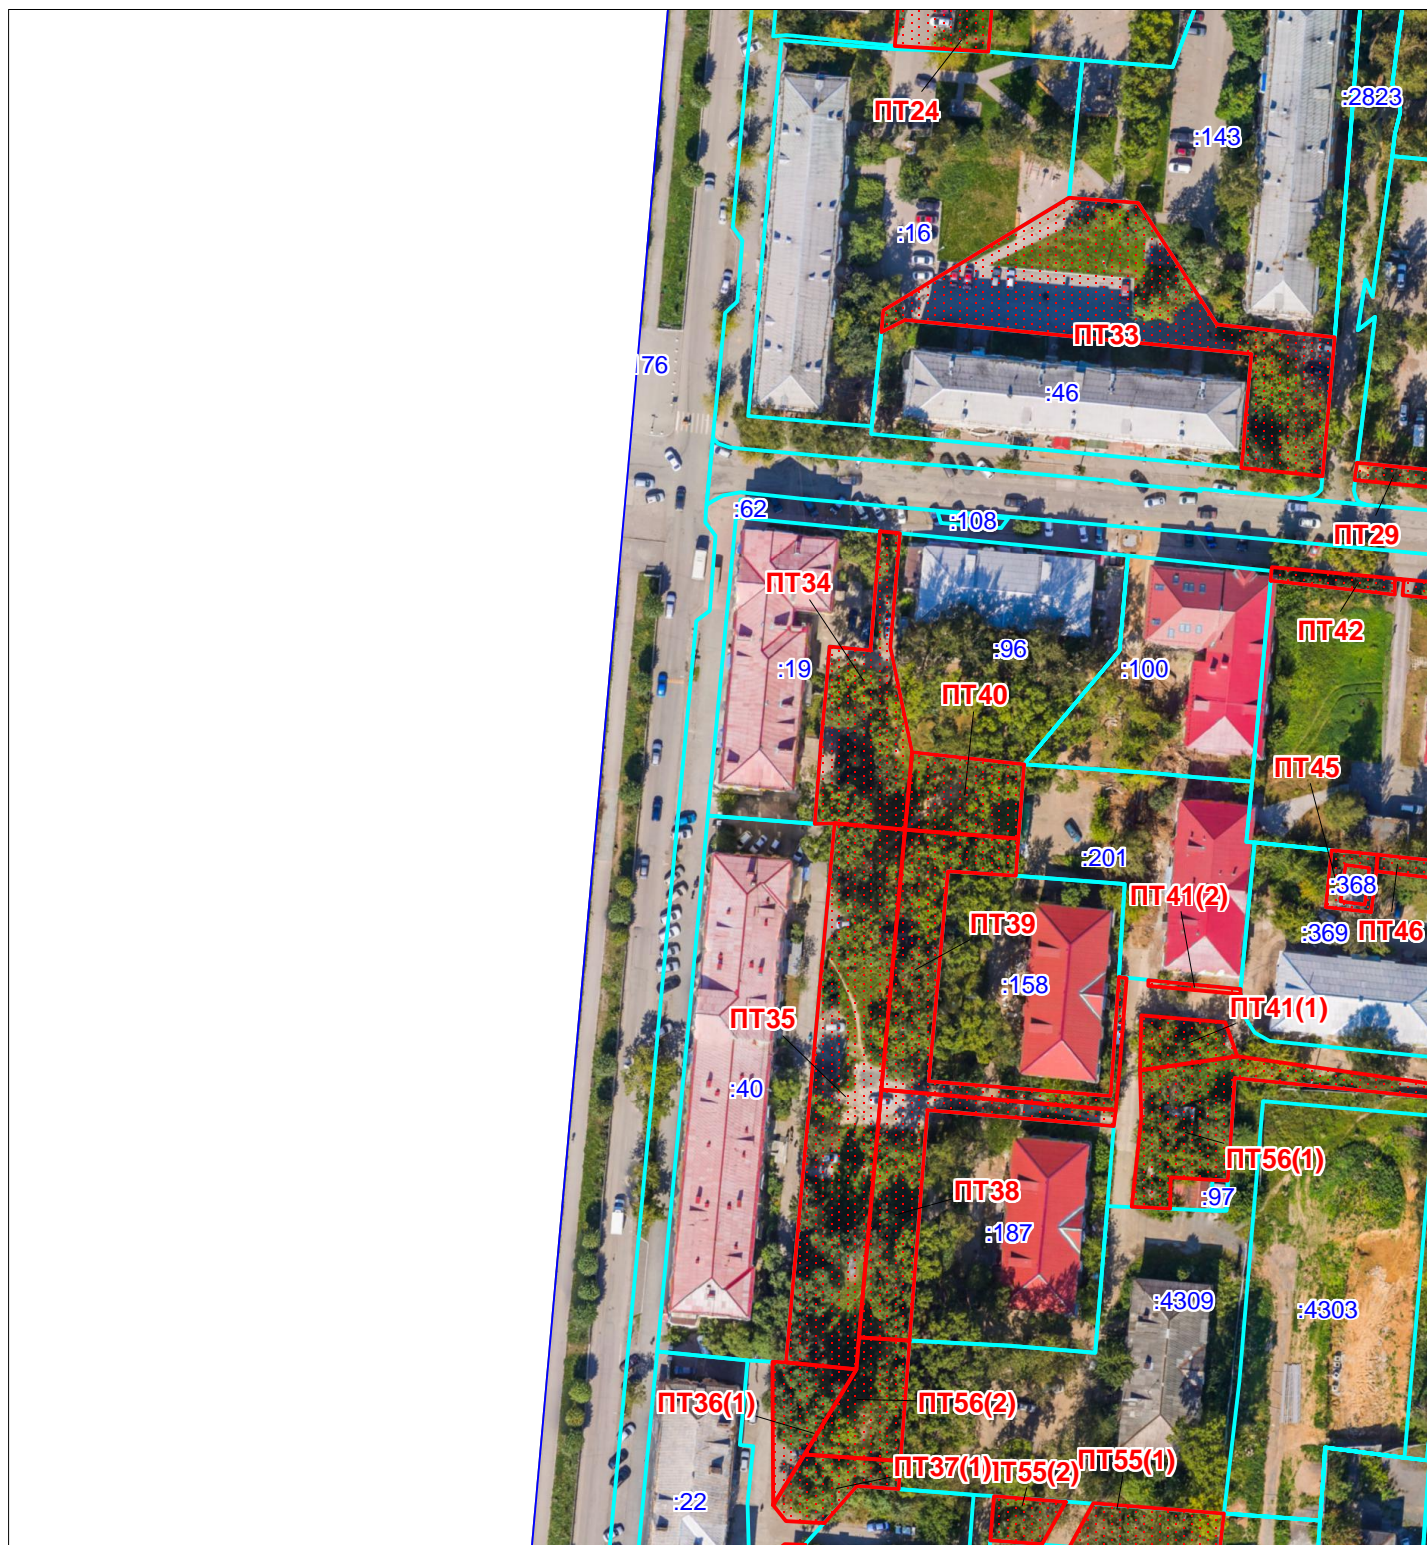 :2823
ПТ24
:143
:16
ПТ33
:76
:46
:62
:108
ПТ29
ПТ34
ПТ42
:96
:19
:100
ПТ40
ПТ45
:201
:368
ПТ41(2)
ПТ39
:369
ПТ46
:158
ПТ41(1)
ПТ35
:40
ПТ56(1)
ПТ38
:97
:187
:4309
:4303
ПТ36(1)
ПТ56(2)
ПТ37(1)
ПТ55(2)
ПТ55(1)
:22